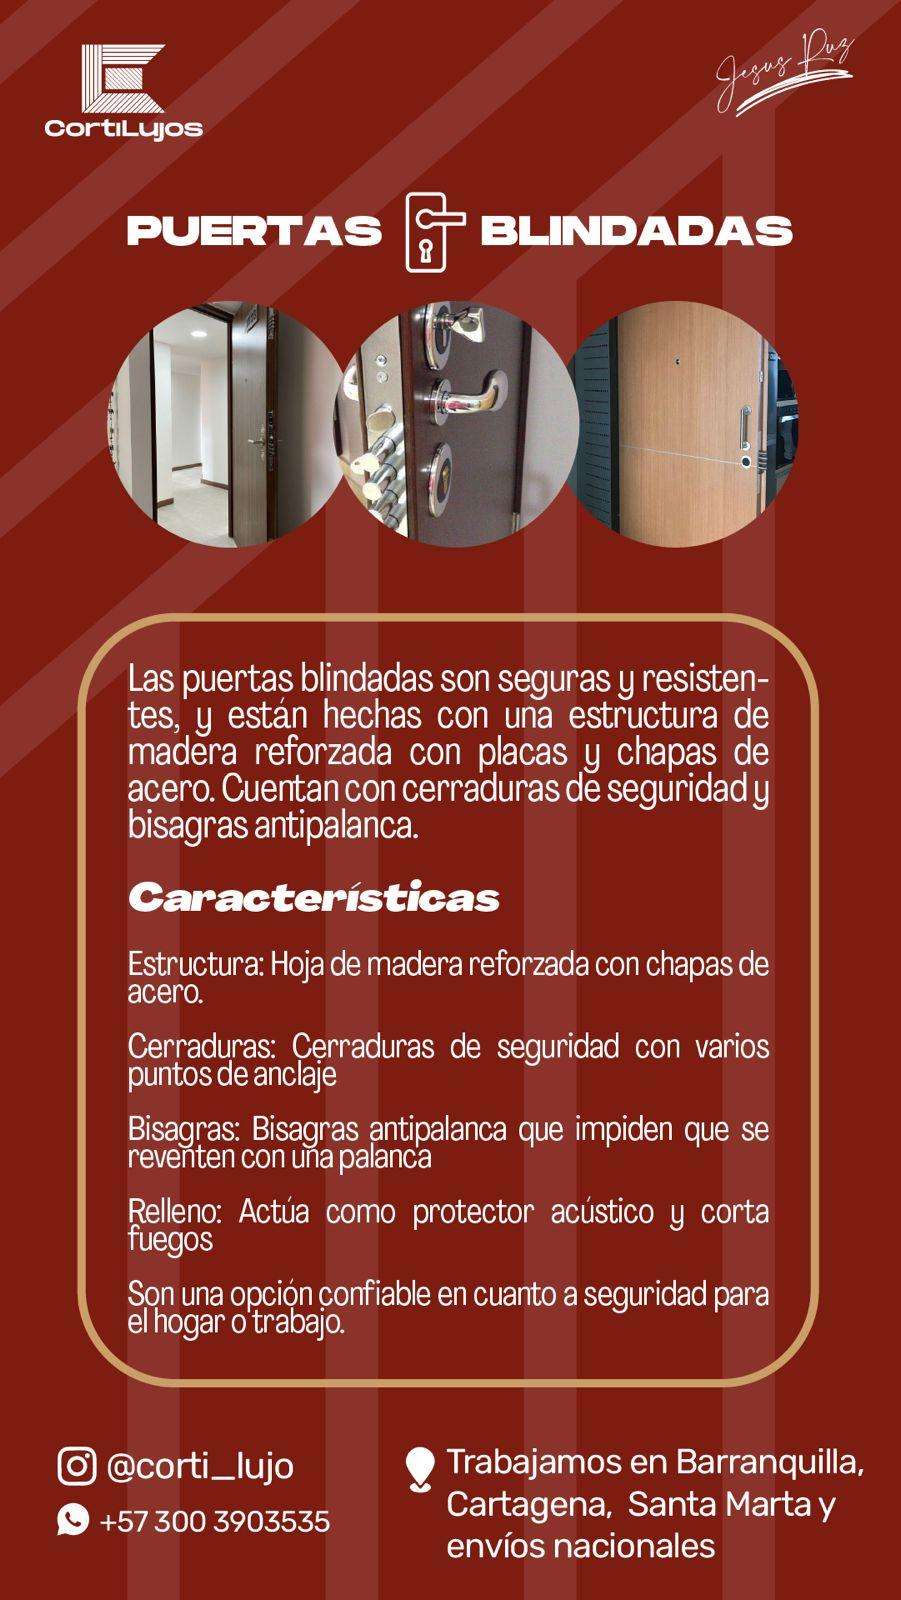 CortiLujos
Jesus Ruz
PUERTAS BLINDADAS
Las puertas blindadas son seguras y resisten-
tes, y están hechas con una estructura de
madera reforzada con placas y chapas de
acero. Cuentan con cerraduras de seguridad y
bisagras antipalanca.
Características
Estructura: Hoja de madera reforzada con chapas de
acero.
Cerraduras: Cerraduras de seguridad con varios
puntos de anclaje
Bisagras: Bisagras antipalanca que impiden que se
reventen con una palanca
Relleno: Actúa como protector acústico y corta
fuegos
Son una opción confiable en cuanto a seguridad para
el hogar o trabajo.
@corti_lujo
+57 300 3903535
Trabajamos en Barranquilla,
Cartagena, Santa Marta y
envíos nacionales